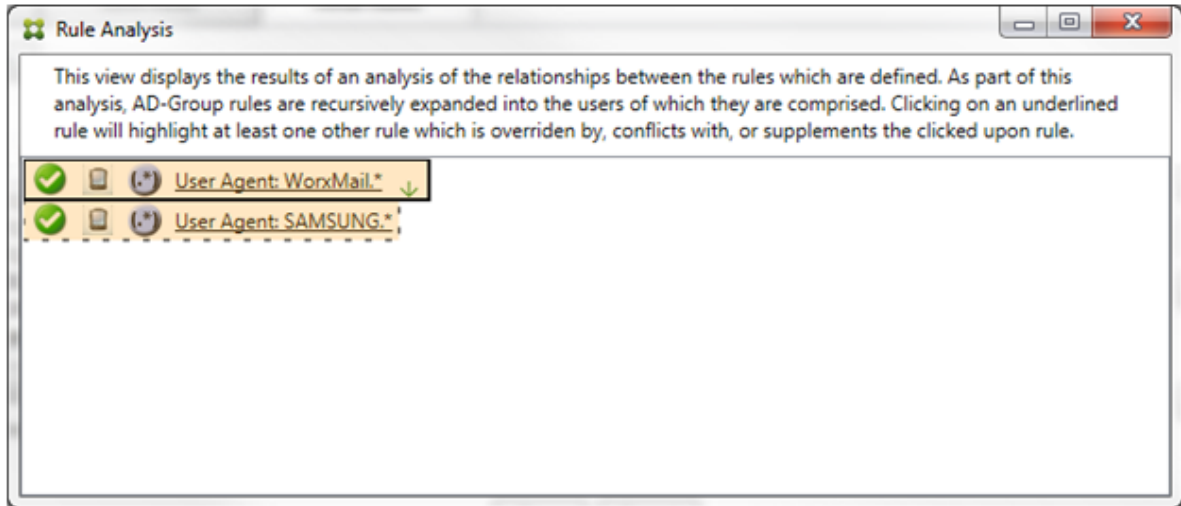 Rule Analysis
This view displays the results of an analysis of the relationships between the rules which are defined. As part of this
analysis, AD-Group rules are recursively expanded into the users of which they are comprised. Clicking on an underlined
rule will highlight at least one other rule which is overriden by, conflicts with, or supplements the clicked upon rule.
(.*) User Agent: WorxMail.*
(.*) User Agent: SAMSUNG.*